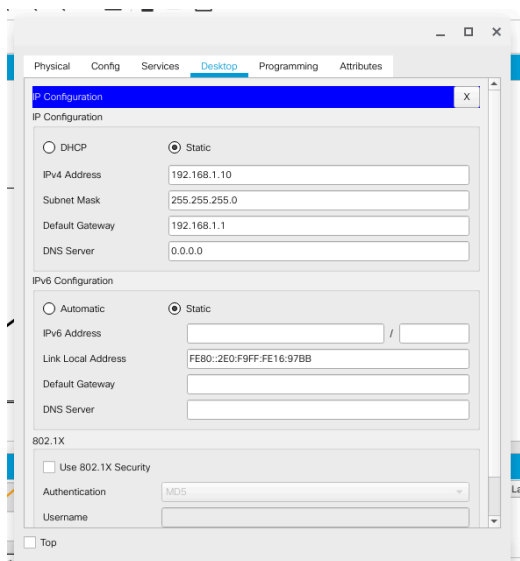 Physical Config Services Desktop Programming Attributes
IP Configuration X
IP Configuration
DHCP Static
IPv4 Address 192.168.1.10
Subnet Mask 255.255.255.0
Default Gateway 192.168.1.1
DNS Server 0.0.0.0
IPv6 Configuration
Automatic Static
IPv6 Address /
Link Local Address FE80::2E0:F9FF:FE16:97BB
Default Gateway
DNS Server
802.1X
Use 802.1X Security
Authentication MD5
Username
Top